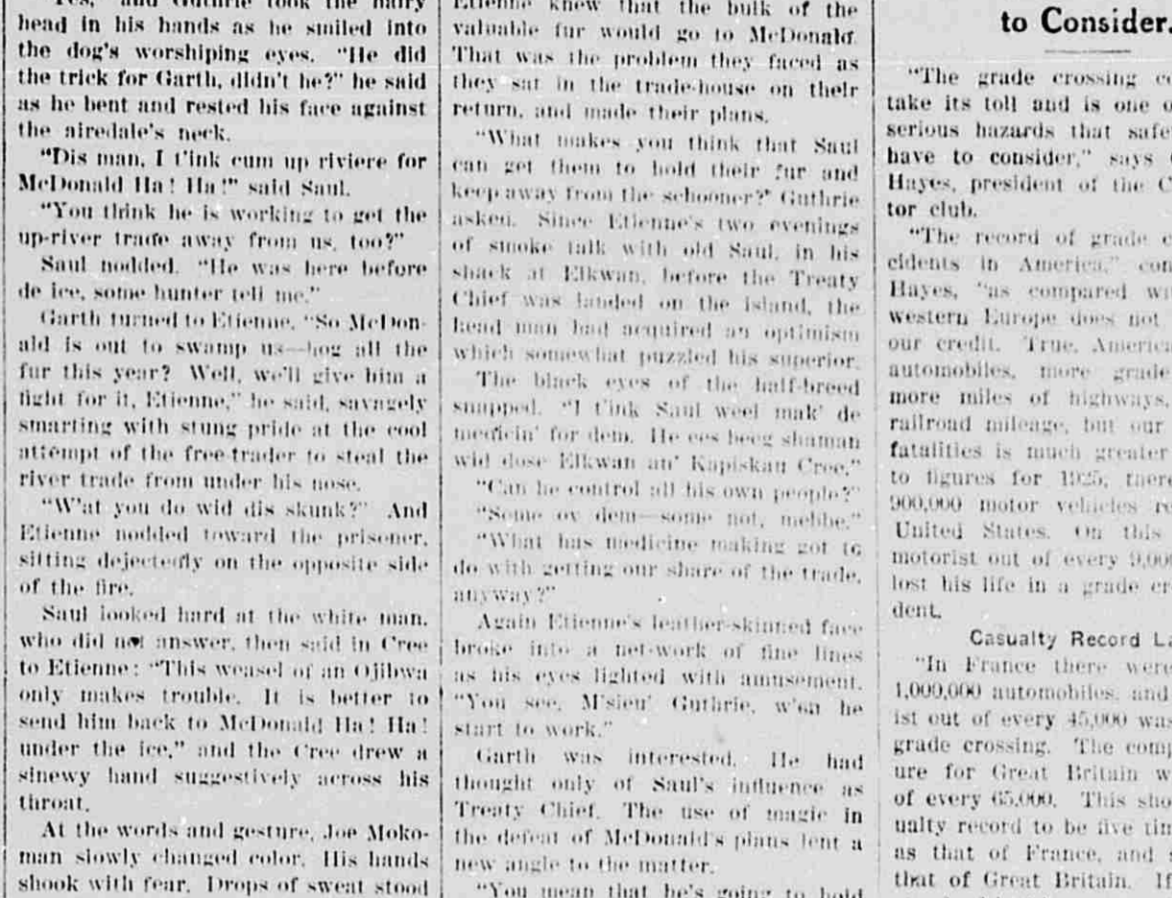 Yes," and Guthrie took the hairy
head in his hands as he smiled into
the dog's worshiping eyes. "He did
the trick for Garth, didn't he?" he said
as he bent and rested his face against
the airedale's neck.
"Dis man, I t'ink cum up riviere for
McDonald Ha! Ha!" said Saul.
"You think he is working to get the
up-river trade away from us, too?"
Saul nodded. "He was here before
de ice, some hunter tell me."
Garth turned to Etienne. "So McDon-
ald is out to swamp us—hog all the
fur this year? Well, we'll give him a
fight for it, Etienne," he said, savagely
smarting with stung pride at the cool
attempt of the free-trader to steal the
river trade from under his nose.
"W'at you do wid dis skunk?" And
Etienne nodded toward the prisoner,
sitting dejectedly on the opposite side
of the fire.
Saul looked hard at the white man,
who did not answer, then said in Cree
to Etienne: "This weasel of an Ojibwa
only makes trouble. It is better to
send him back to McDonald Ha! Ha!
under the ice," and the Cree drew a
sinewy hand suggestively across his
throat.
At the words and gesture, Joe Moko-
man slowly changed color. His hands
shook with fear. Drops of sweat stood
Etienne knew that the bulk of the
valuable fur would go to McDonald.
That was the problem they faced as
they sat in the trade-house on their
return, and made their plans.
"What makes you think that Saul
can get them to hold their fur and
keep away from the schooner?" Guthrie
asked. Since Etienne's two evenings
of smoke talk with old Saul, in his
shack at Elkwan, before the Treaty
Chief was landed on the island, the
head man had acquired an optimism
which somewhat puzzled his superior.
The black eyes of the half-breed
snapped. "I t'ink Saul weel mak' de
medicin' for dem. He ees beeg shaman
wid dose Elkwan an' Kapiskau Cree."
"Can he control all his own people?"
"Some ov dem—some not, mebbe."
"What has medicine making got to
do with getting our share of the trade,
anyway?"
Again Etienne's leather-skinned face
broke into a net-work of fine lines
as his eyes lighted with amusement.
"You see, M'sieu' Guthrie, w'en he
start to work."
Garth was interested. He had
thought only of Saul's influence as
Treaty Chief. The use of magic in
the defeat of McDonald's plans lent a
new angle to the matter.
"You mean that he's going to hold
to Consider.
"The grade crossing
take its toll and is one
serious hazards that
have to consider," says
Hayes, president of the
tor club.
"The record of grade
cidents in America,"
Hayes, "as compared
western Europe does not
our credit. True,
automobiles, more grade
more miles of highways,
railroad mileage, but our
fatalities is much greater
to figures for 1925,
900,000 motor vehicles
United States. On this
motorist out of every
lost his life in a grade
dent.
Casualty Record
"In France there were
1,000,000 automobiles, and
ist out of every 45,000 was
grade crossing. The
ure for Great Britain
of every 65,000. This
ualty record to be five
as that of France, and
that of Great Britain. If